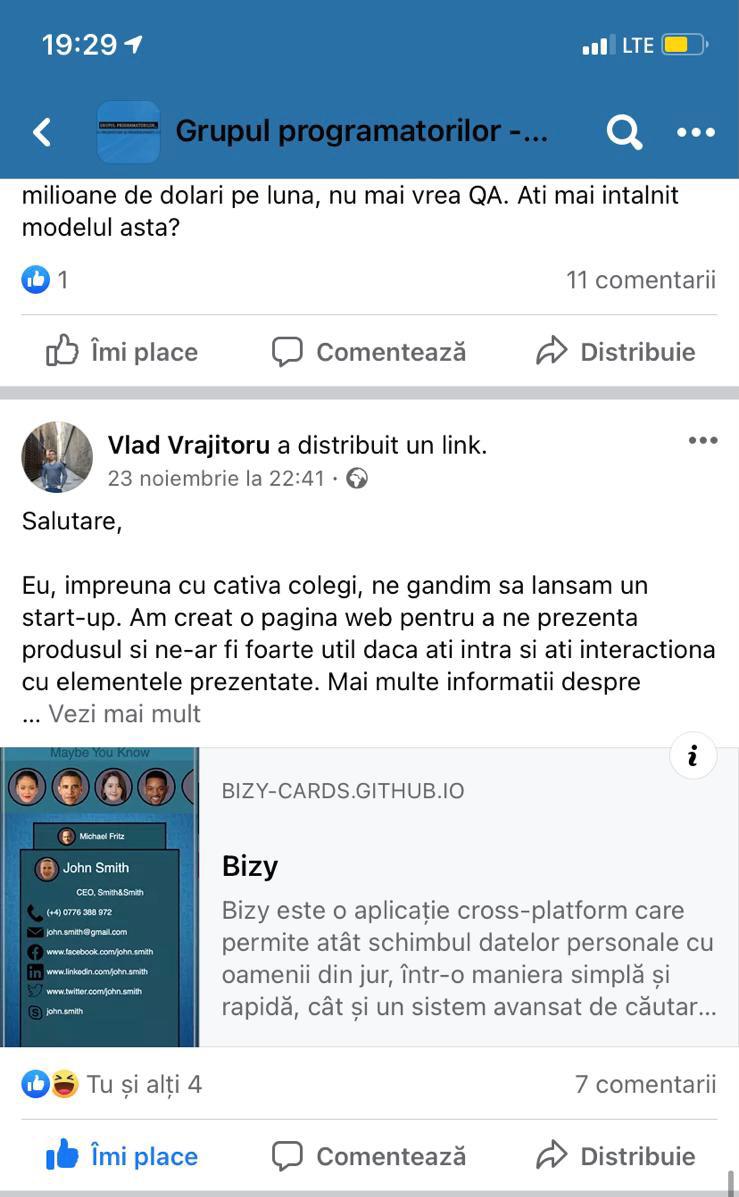 19:29
LTE
Grupul programatorilor -...
milioane de dolari pe luna, nu mai vrea QA. Ati mai intalnit
modelul asta?
1
11 comentarii
Îmi place
Comentează
Distribuie
Vlad Vrajitoru a distribuit un link.
23 noiembrie la 22:41 ·
Salutare,
Eu, impreuna cu cativa colegi, ne gandim sa lansam un
start-up. Am creat o pagina web pentru a ne prezenta
produsul si ne-ar fi foarte util daca ati intra si ati interactiona
cu elementele prezentate. Mai multe informatii despre
... Vezi mai mult
Maybe You Know
Michael Fritz
John Smith
CEO, Smith&Smith
(+4) 0776 388 972
john.smith@gmail.com
www.facebook.com/john.smith
www.linkedin.com/john.smith
www.twitter.com/john.smith
john.smith
BIZY-CARDS.GITHUB.IO
Bizy
Bizy este o aplicație cross-platform care
permite atât schimbul datelor personale cu
oamenii din jur, într-o maniera simplă și
rapidă, cât și un sistem avansat de căutar...
Tu și alți 4
7 comentarii
Îmi place
Comentează
Distribuie